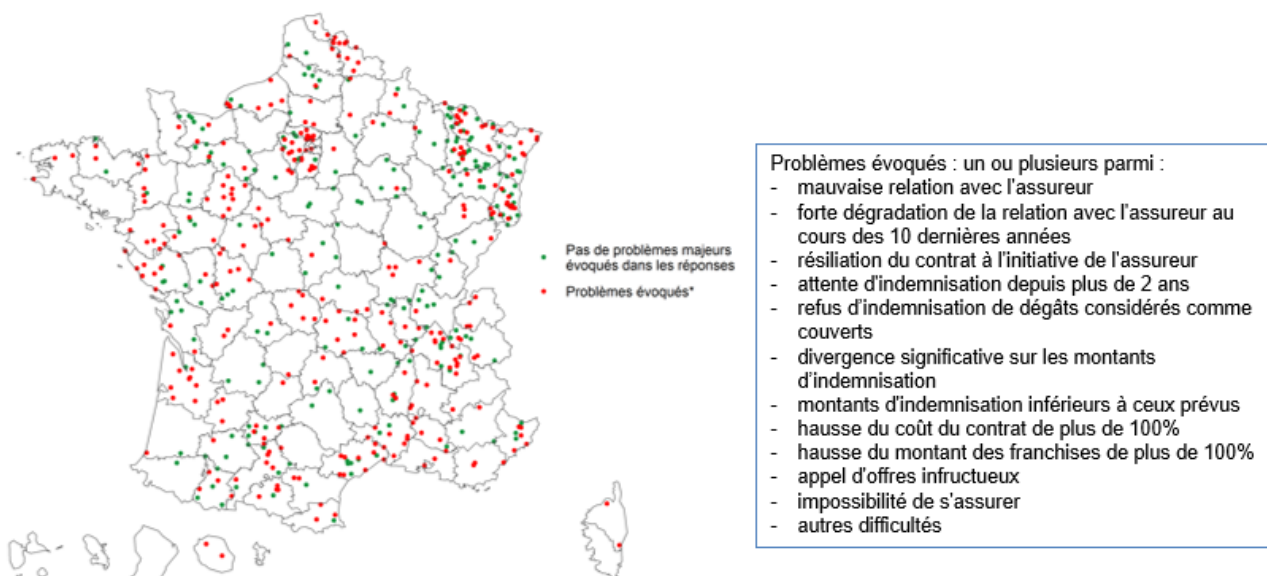 Pas de problèmes majeurs
évoqués dans les réponses
Problèmes évoqués*
Problèmes évoqués : un ou plusieurs parmi :
- mauvaise relation avec l'assureur
- forte dégradation de la relation avec l'assureur au
cours des 10 dernières années
- résiliation du contrat à l'initiative de l'assureur
- attente d'indemnisation depuis plus de 2 ans
- refus d'indemnisation de dégâts considérés comme
couverts
- divergence significative sur les montants
d'indemnisation
- montants d'indemnisation inférieurs à ceux prévus
- hausse du coût du contrat de plus de 100%
- hausse du montant des franchises de plus de 100%
- appel d'offres infructueux
- impossibilité de s'assurer
- autres difficultés